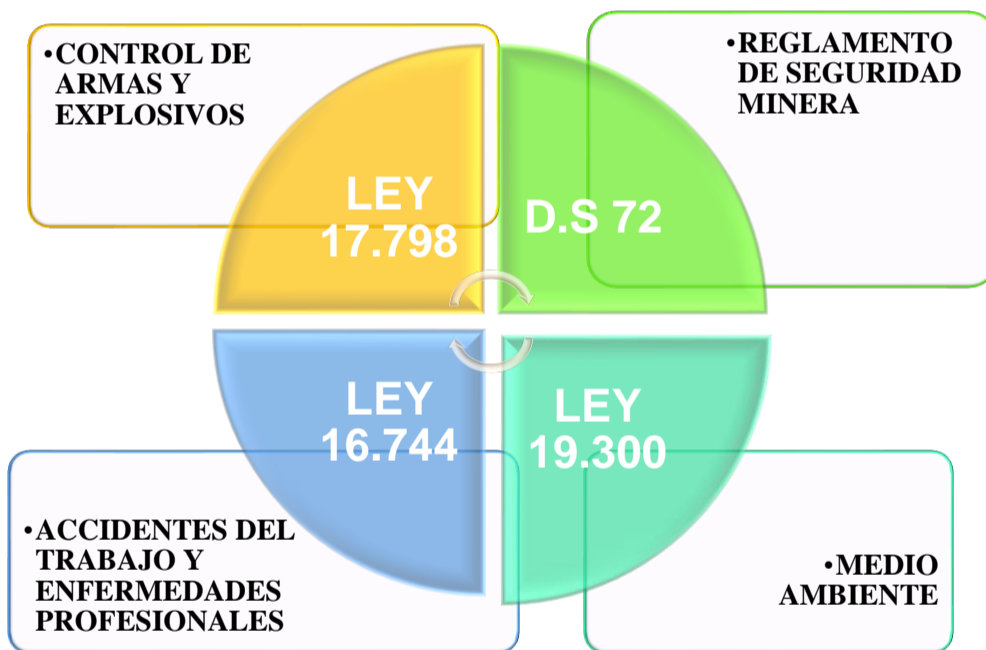 •CONTROL DE
ARMAS Y
EXPLOSIVOS
LEY
17.798
•REGLAMENTO
DE SEGURIDAD
MINERA
D.S 72
•ACCIDENTES DEL
TRABAJO Y
ENFERMEDADES
PROFESIONALES
LEY
16.744
•MEDIO
AMBIENTE
LEY
19.300